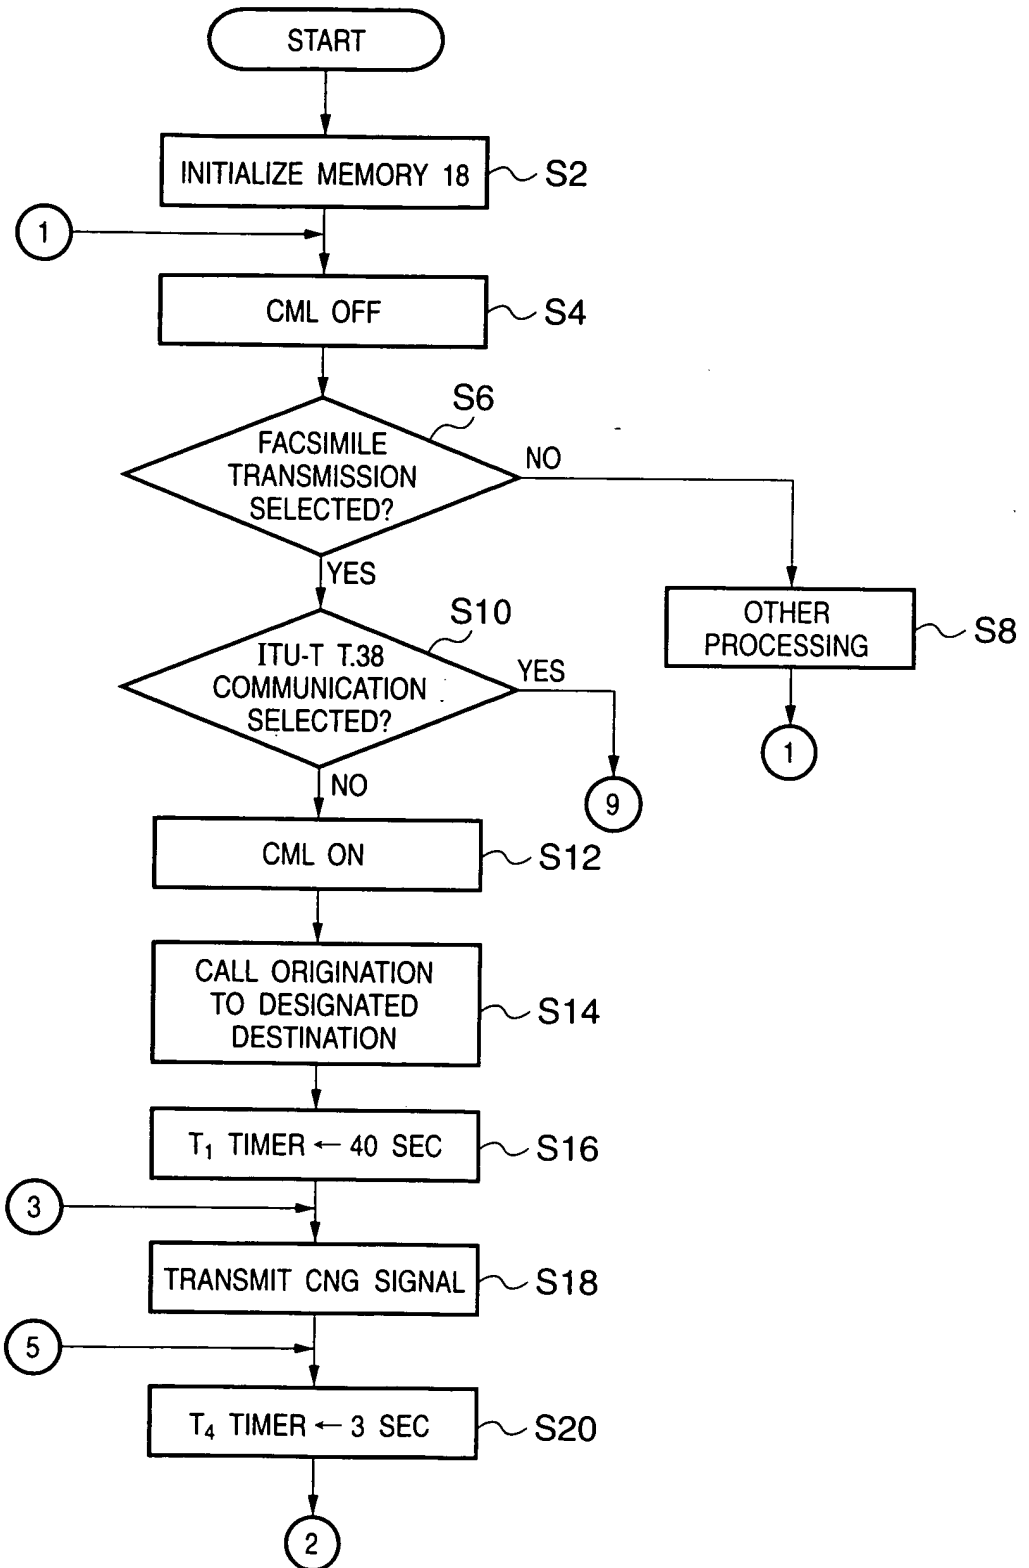 START
INITIALIZE MEMORY 18
S2
1
CML OFF
S4
S6
FACSIMILE
TRANSMISSION
SELECTED?
NO
YES
S10
ITU-T T.38
COMMUNICATION
SELECTED?
YES
OTHER
PROCESSING
S8
1
NO
9
CML ON
S12
CALL ORIGINATION
TO DESIGNATED
DESTINATION
S14
T₁ TIMER ← 40 SEC
S16
3
TRANSMIT CNG SIGNAL
S18
5
T₄ TIMER ← 3 SEC
S20
2